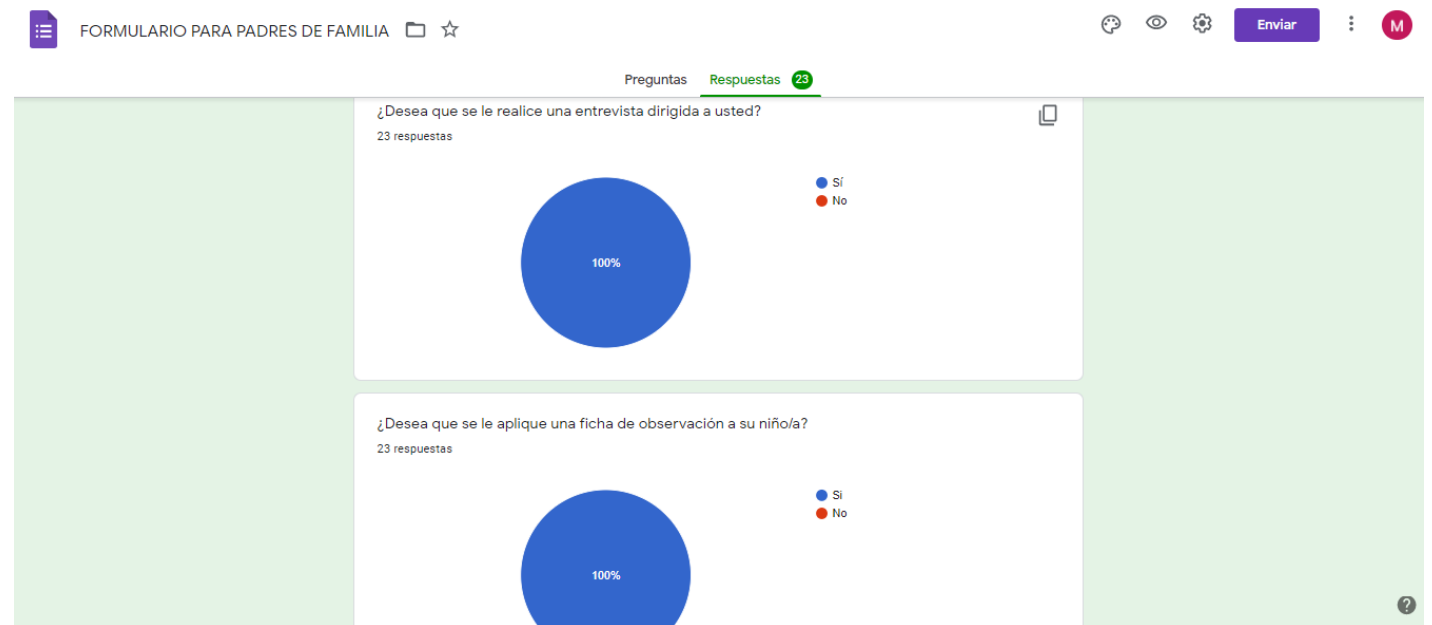 FORMULARIO PARA PADRES DE FAMILIA
Enviar
M
Preguntas Respuestas 23
¿Desea que se le realice una entrevista dirigida a usted?
23 respuestas
Sí
No
100%
¿Desea que se le aplique una ficha de observación a su niño/a?
23 respuestas
Si
No
100%